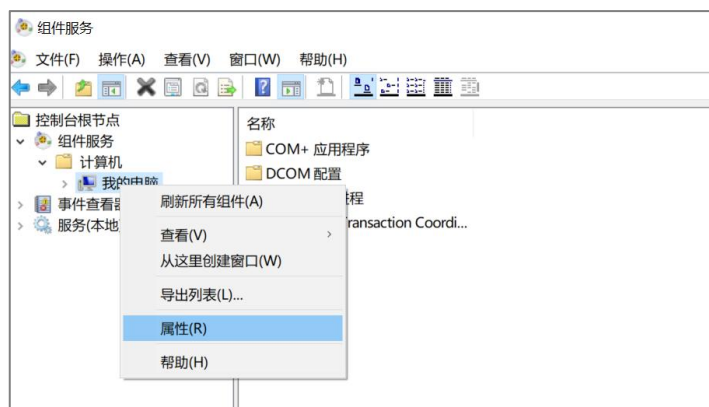 组件服务
文件(F) 操作(A) 查看(V) 窗口(W) 帮助(H)
控制台根节点
组件服务
计算机
我的电脑
事件查看器
服务(本地)
名称
COM+ 应用程序
DCOM 配置
程
ransaction Coordi...
刷新所有组件(A)
查看(V)
从这里创建窗口(W)
导出列表(L)...
属性(R)
帮助(H)